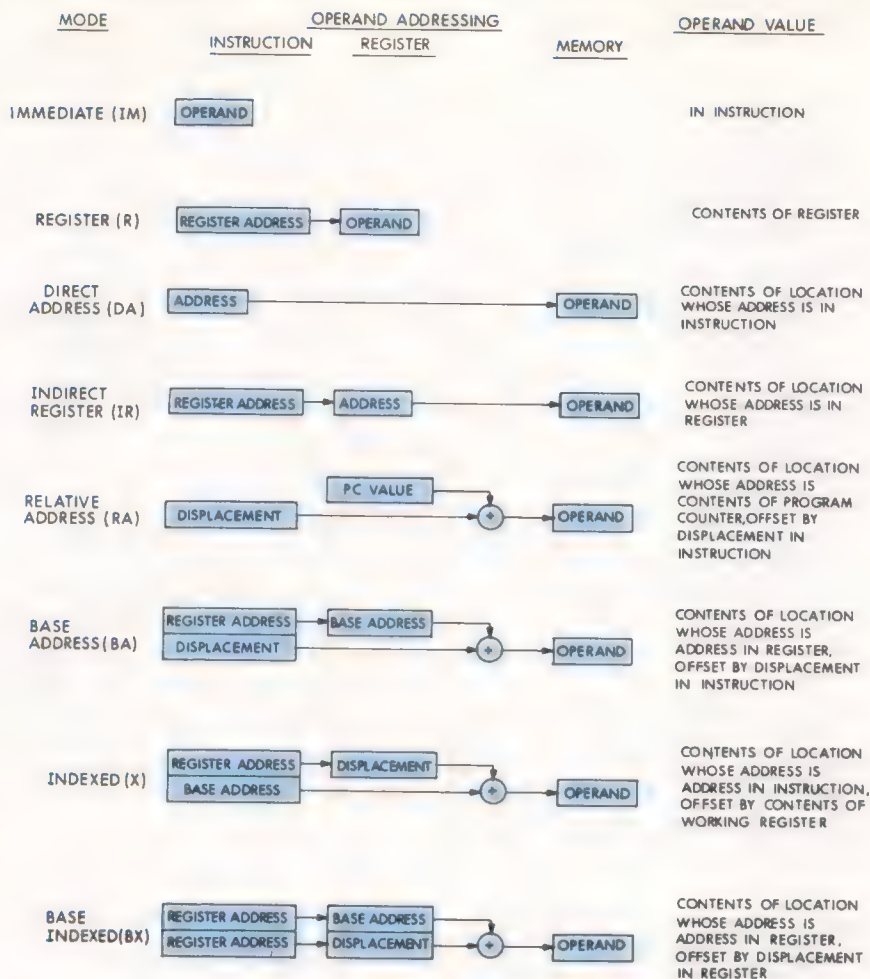 MODE
OPERAND ADDRESSING
OPERAND VALUE
INSTRUCTION
REGISTER
MEMORY
IMMEDIATE (IM)
OPERAND
IN INSTRUCTION
REGISTER (R)
REGISTER ADDRESS
OPERAND
CONTENTS OF REGISTER
DIRECT
ADDRESS (DA)
ADDRESS
OPERAND
CONTENTS OF LOCATION
WHOSE ADDRESS IS IN
INSTRUCTION
INDIRECT
REGISTER (IR)
REGISTER ADDRESS
ADDRESS
OPERAND
CONTENTS OF LOCATION
WHOSE ADDRESS IS IN
REGISTER
RELATIVE
ADDRESS (RA)
PC VALUE
DISPLACEMENT
+
OPERAND
CONTENTS OF LOCATION
WHOSE ADDRESS IS
CONTENTS OF PROGRAM
COUNTER,OFFSET BY
DISPLACEMENT IN
INSTRUCTION
BASE
ADDRESS(BA)
REGISTER ADDRESS
BASE ADDRESS
DISPLACEMENT
+
OPERAND
CONTENTS OF LOCATION
WHOSE ADDRESS IS
ADDRESS IN REGISTER,
OFFSET BY DISPLACEMENT
IN INSTRUCTION
INDEXED(X)
REGISTER ADDRESS
DISPLACEMENT
BASE ADDRESS
+
OPERAND
CONTENTS OF LOCATION
WHOSE ADDRESS IS
ADDRESS IN INSTRUCTION,
OFFSET BY CONTENTS OF
WORKING REGISTER
BASE
INDEXED(BX)
REGISTER ADDRESS
BASE ADDRESS
REGISTER ADDRESS
DISPLACEMENT
+
OPERAND
CONTENTS OF LOCATION
WHOSE ADDRESS IS
ADDRESS IN REGISTER,
OFFSET BY DISPLACEMENT
IN REGISTER